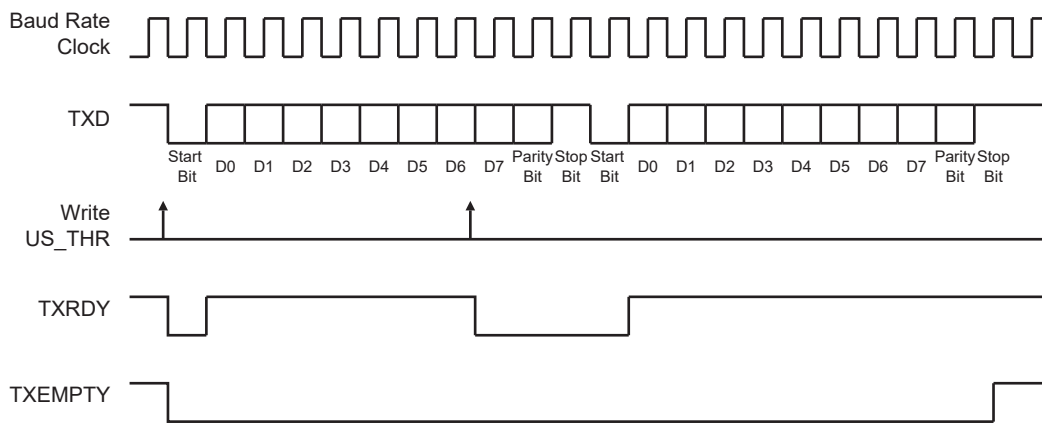 Baud Rate
Clock
TXD
Start
Bit
D0
D1
D2
D3
D4
D5
D6
D7
Parity
Bit
Stop
Bit
Start
Bit
D0
D1
D2
D3
D4
D5
D6
D7
Parity
Bit
Stop
Bit
Write
US_THR
TXRDY
TXEMPTY